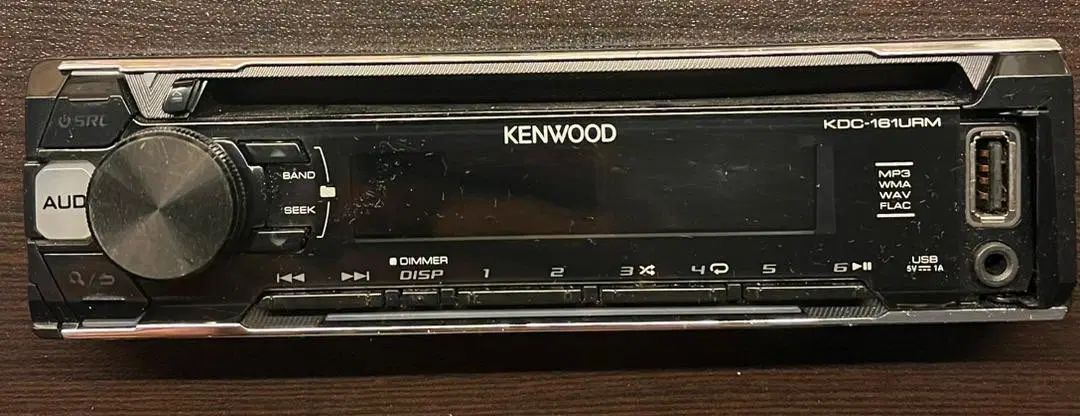 KENWOOD
KDC-161URM
SRC
AUD
BAND
SEEK
MP3
WMA
WAV
FLAC
DIMMER
DISP
1
2
3
4
5
6
USB
5V 1A